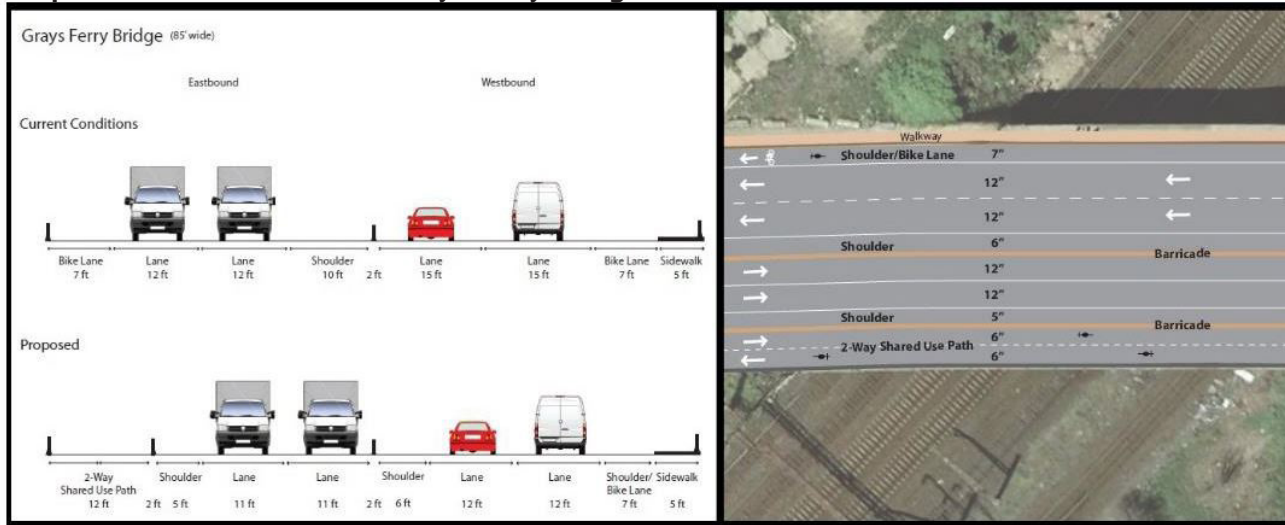 Grays Ferry Bridge (85' wide)
Eastbound Westbound
Current Conditions
Bike Lane Lane Lane Shoulder Lane Lane Bike Lane Sidewalk
7 ft 12 ft 12 ft 10 ft 2 ft 15 ft 15 ft 7 ft 5 ft
Proposed
2-Way Shoulder Lane Lane Shoulder Lane Lane Shoulder/ Sidewalk
Shared Use Path Bike Lane
12 ft 2 ft 5 ft 11 ft 11 ft 2 ft 6 ft 12 ft 12 ft 7 ft 5 ft
Walkway
Shoulder/Bike Lane 7"
12"
12"
Shoulder 6"
Barricade
12"
12"
Shoulder 5"
Barricade
6"
2-Way Shared Use Path
6"